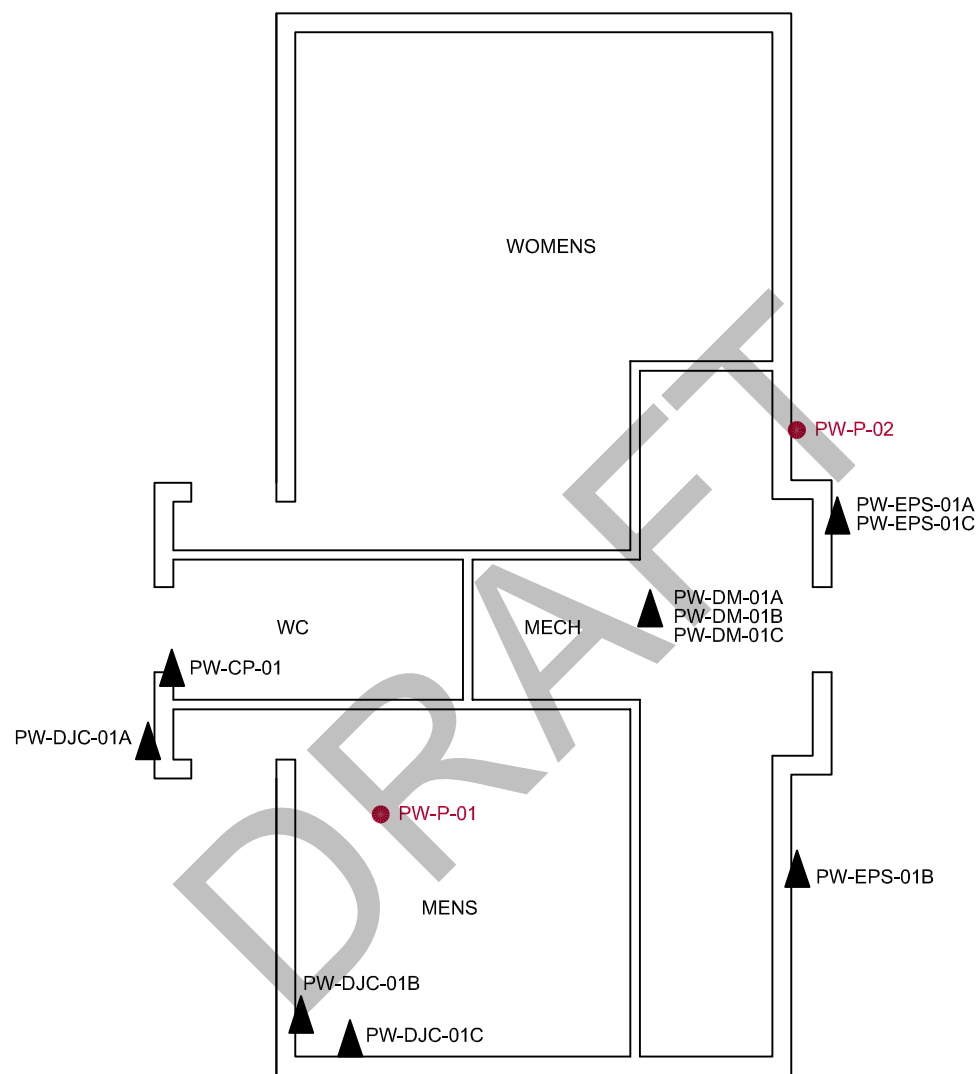 WOMENS
PW-P-02
PW-EPS-01A
PW-EPS-01C
PW-DM-01A
PW-DM-01B
PW-DM-01C
WC
MECH
PW-CP-01
PW-DJC-01A
PW-P-01
PW-EPS-01B
MENS
PW-DJC-01B
PW-DJC-01C
DRAFT